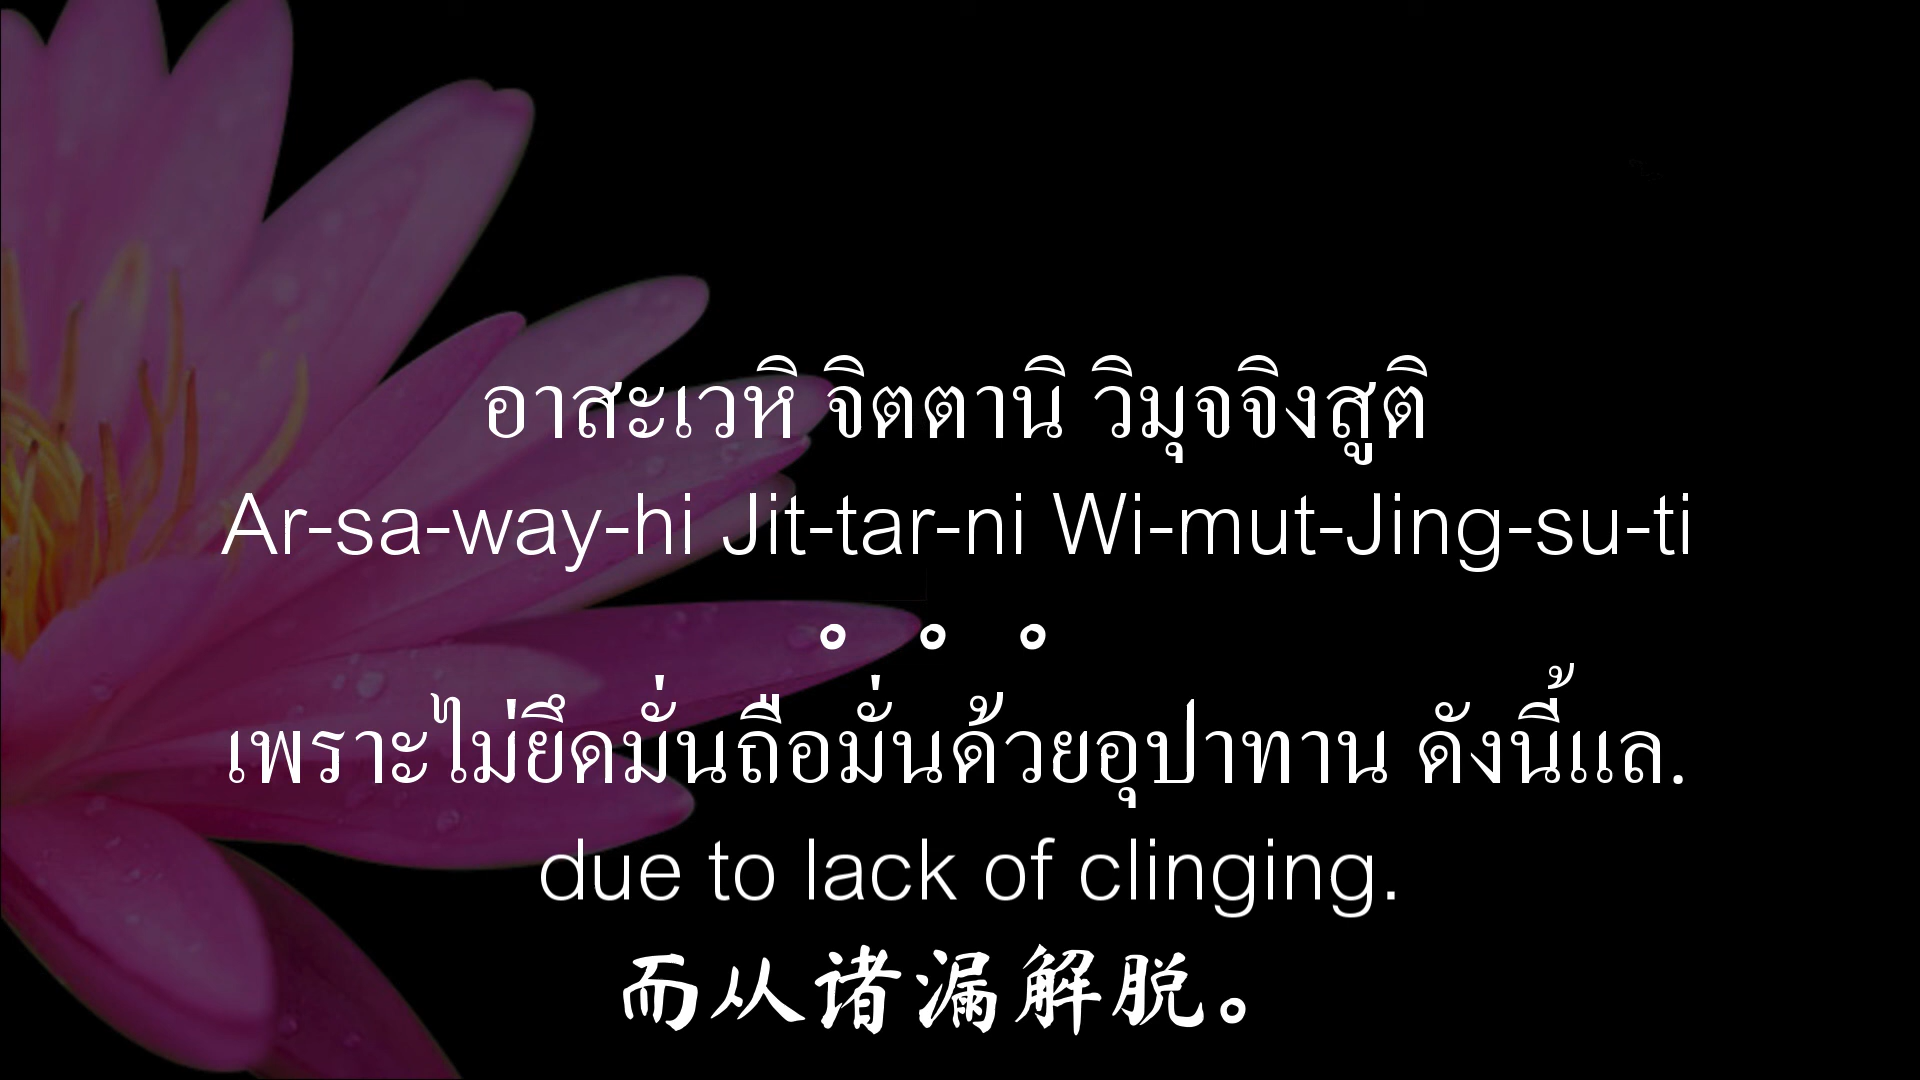 อาสะเวหิ จิตตานิ วิมุจจิงสูติ
Ar-sa-way-hi Jit-tar-ni Wi-mut-Jing-su-ti
。。。
เพราะไม่ยึดมั่นถือมั่นด้วยอุปาทาน ดังนี้แล.
due to lack of clinging.
而从诸漏解脱。